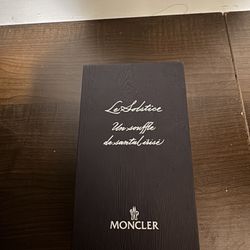 Le Solstice
Un souffle
de santal irisé
MONCLER